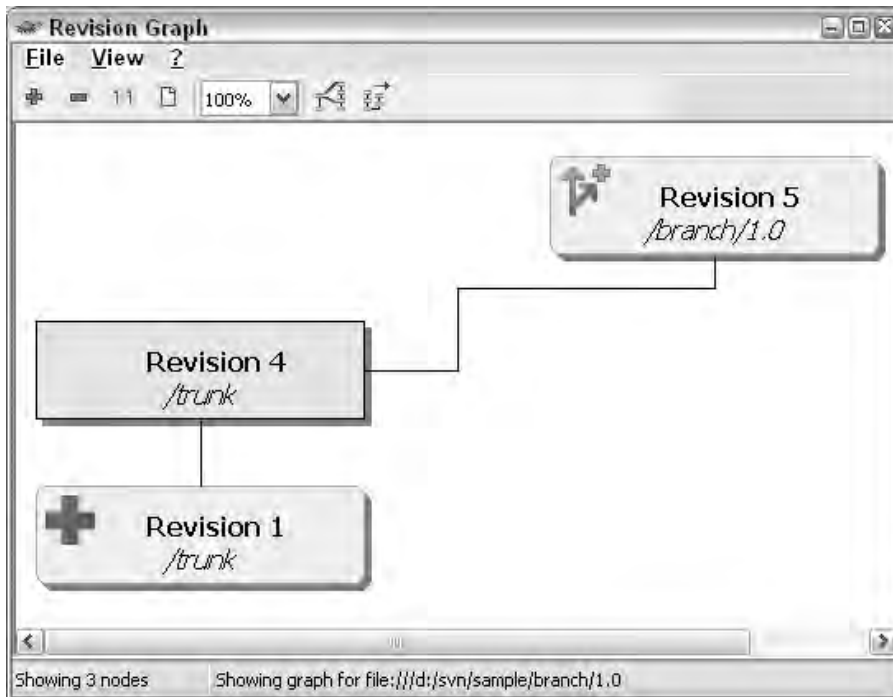 Revision Graph
File View ?
100%
Revision 5
/branch/1.0
Revision 4
/trunk
Revision 1
/trunk
Showing 3 nodes Showing graph for file:///d:/svn/sample/branch/1.0